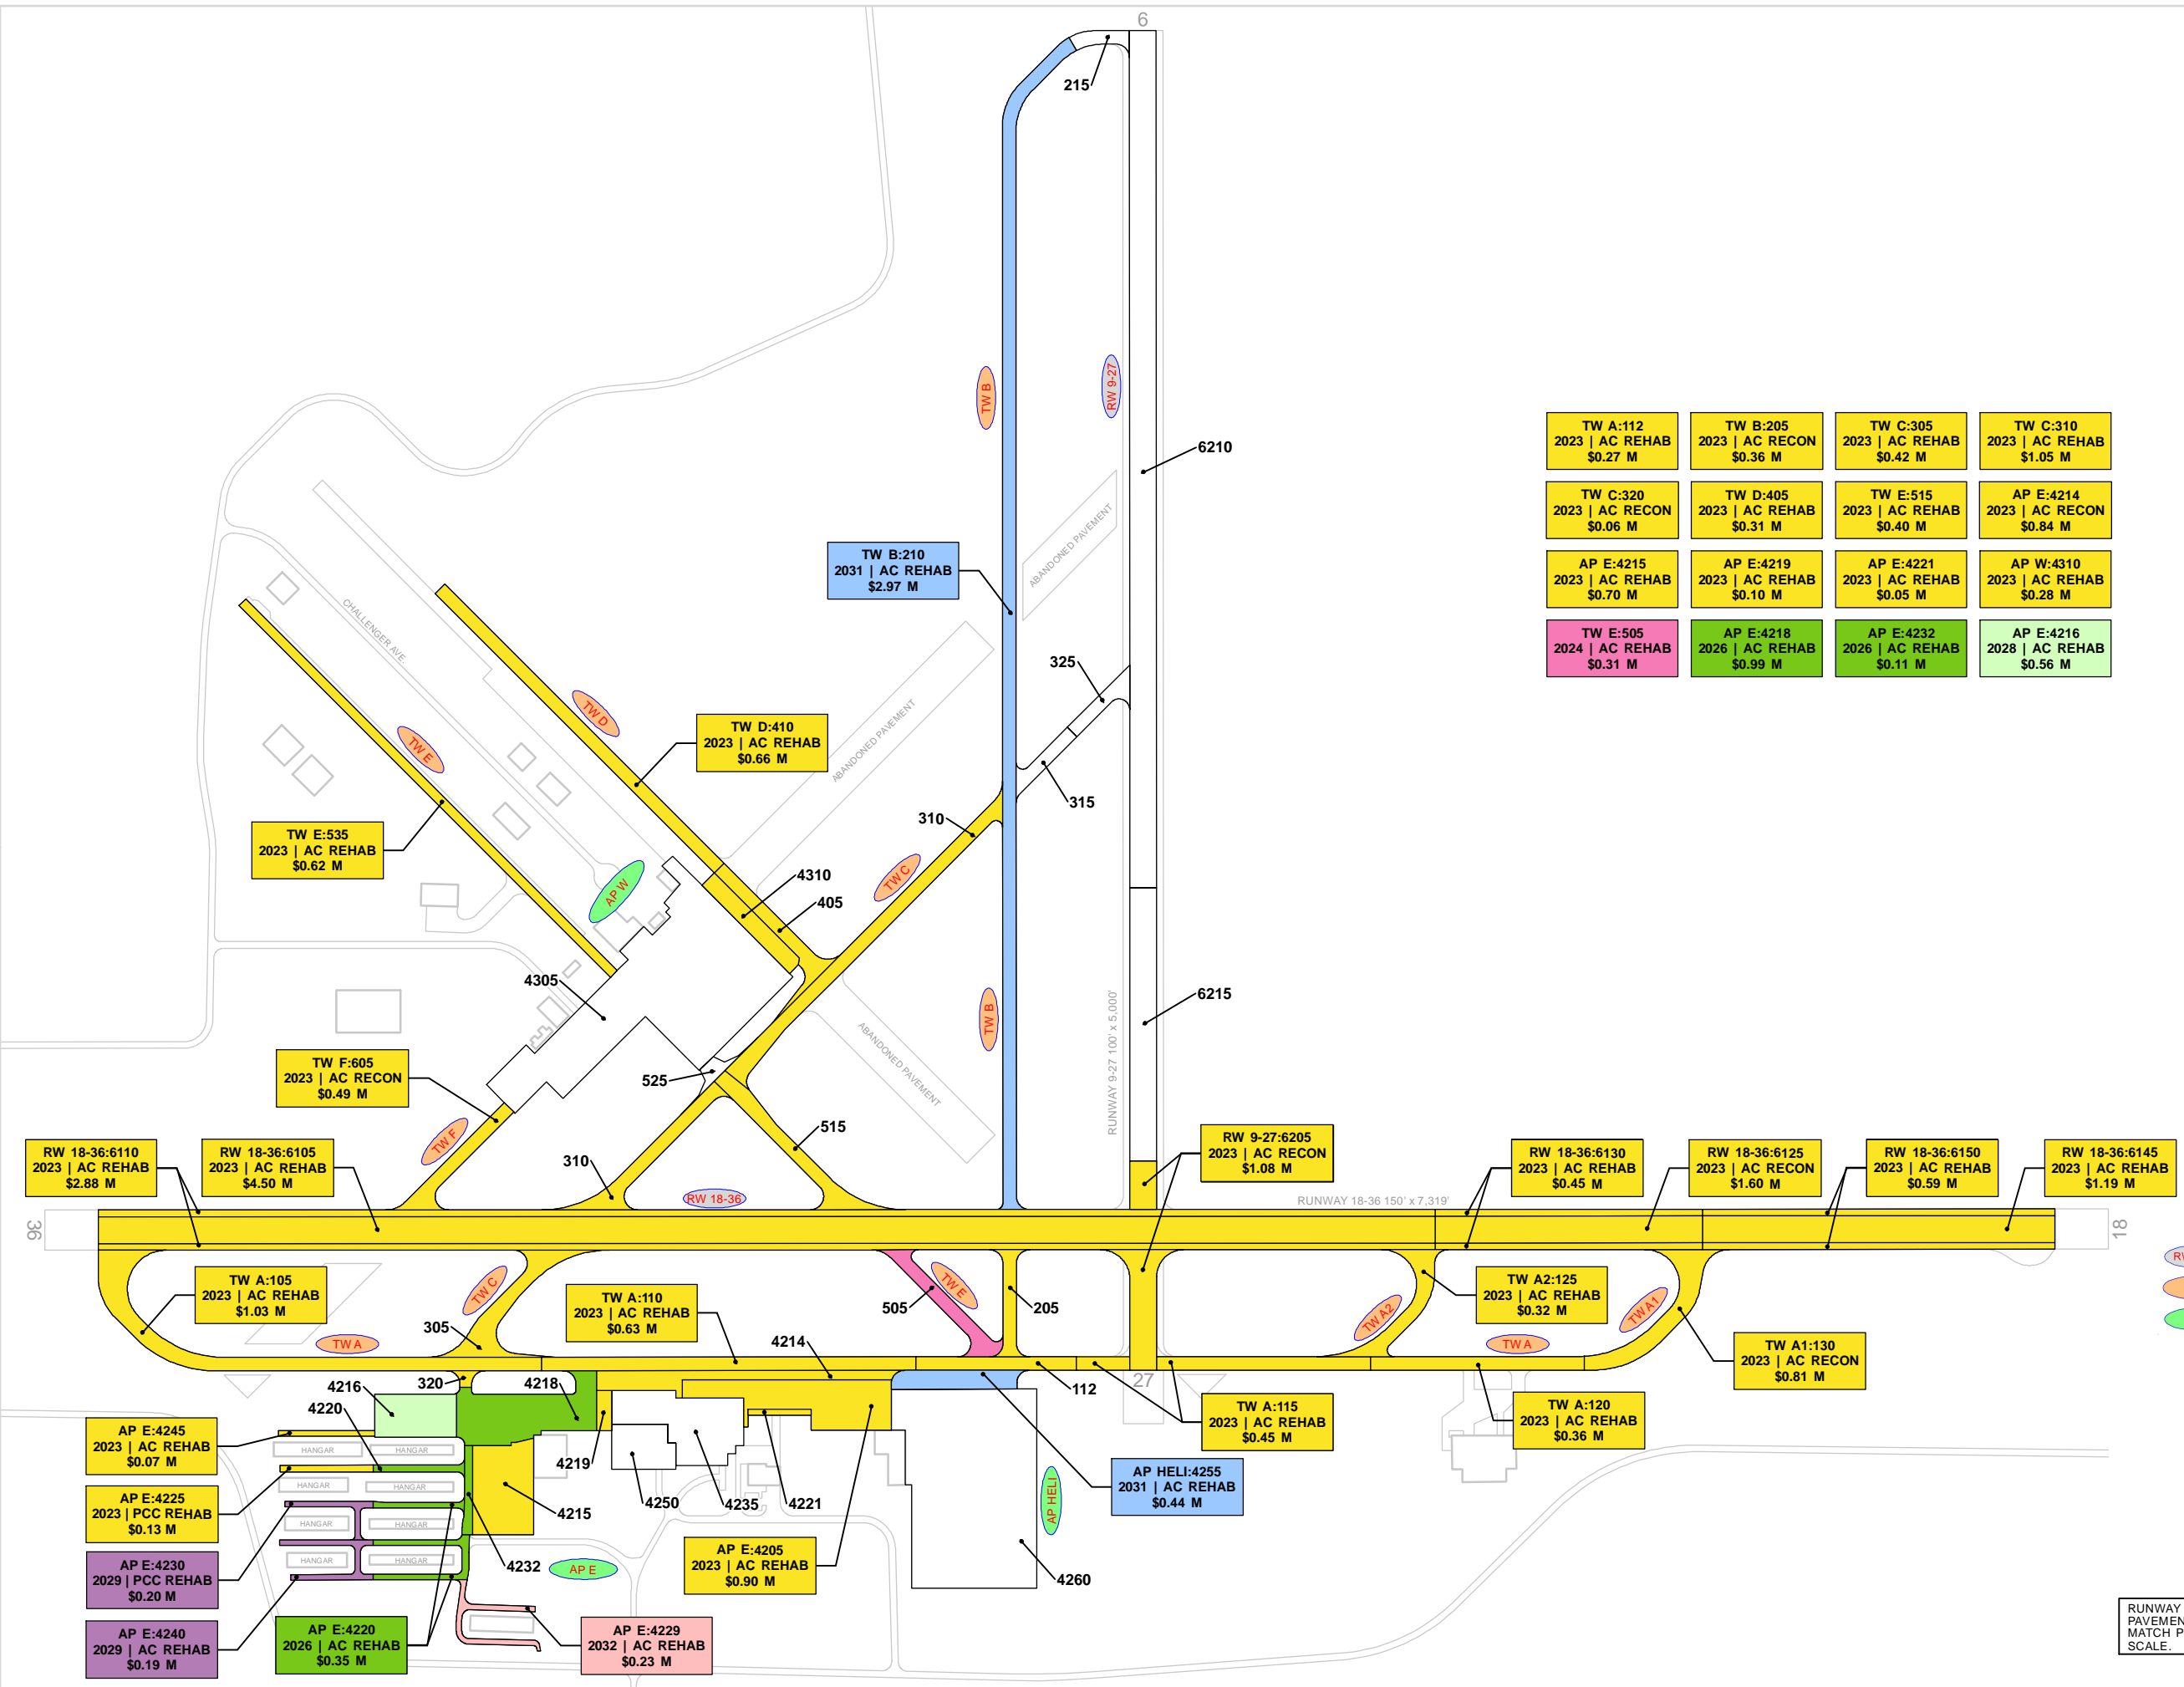 6
215
TW B
RW 9-27
6210
ABANDONED PAVEMENT
TW A:112
2023 | AC REHAB
$0.27 M
TW B:205
2023 | AC RECON
$0.36 M
TW C:305
2023 | AC REHAB
$0.42 M
TW C:310
2023 | AC REHAB
$1.05 M
TW C:320
2023 | AC RECON
$0.06 M
TW D:405
2023 | AC REHAB
$0.31 M
TW E:515
2023 | AC REHAB
$0.40 M
AP E:4214
2023 | AC RECON
$0.84 M
AP E:4215
2023 | AC REHAB
$0.70 M
AP E:4219
2023 | AC REHAB
$0.10 M
AP E:4221
2023 | AC REHAB
$0.05 M
AP W:4310
2023 | AC REHAB
$0.28 M
TW E:505
2024 | AC REHAB
$0.31 M
AP E:4218
2026 | AC REHAB
$0.99 M
AP E:4232
2026 | AC REHAB
$0.11 M
AP E:4216
2028 | AC REHAB
$0.56 M
TW B:210
2031 | AC REHAB
$2.97 M
CHALLENGER AVE
325
TW D
TW E
TW D:410
2023 | AC REHAB
$0.66 M
ABANDONED PAVEMENT
315
310
TW E:535
2023 | AC REHAB
$0.62 M
TW C
AP W
4310
405
4305
6215
TW B
ABANDONED PAVEMENT
RUNWAY 9-27 100' x 5,000'
TW F:605
2023 | AC RECON
$0.49 M
525
515
TW F
310
RW 18-36:6110
2023 | AC REHAB
$2.88 M
RW 18-36:6105
2023 | AC REHAB
$4.50 M
RW 9-27:6205
2023 | AC RECON
$1.08 M
RW 18-36:6130
2023 | AC REHAB
$0.45 M
RW 18-36:6125
2023 | AC RECON
$1.60 M
RW 18-36:6150
2023 | AC REHAB
$0.59 M
RW 18-36:6145
2023 | AC REHAB
$1.19 M
RW 18-36
RUNWAY 18-36 150' x 7,319'
36
18
TW A:105
2023 | AC REHAB
$1.03 M
TW C
TW A:110
2023 | AC REHAB
$0.63 M
505
TW E
205
TW A2:125
2023 | AC REHAB
$0.32 M
TW A2
TW A1
TW A
305
TW A
4214
TW A1:130
2023 | AC RECON
$0.81 M
27
320
4218
4216
4220
112
TW A:115
2023 | AC REHAB
$0.45 M
TW A:120
2023 | AC REHAB
$0.36 M
AP E:4245
2023 | AC REHAB
$0.07 M
HANGAR
HANGAR
4219
AP HELI:4255
2031 | AC REHAB
$0.44 M
AP E:4225
2023 | PCC REHAB
$0.13 M
HANGAR
HANGAR
4215
4250
4235
4221
AP HELI
HANGAR
HANGAR
AP E:4230
2029 | PCC REHAB
$0.20 M
HANGAR
HANGAR
4232
AP E
AP E:4205
2023 | AC REHAB
$0.90 M
4260
AP E:4240
2029 | AC REHAB
$0.19 M
AP E:4220
2026 | AC REHAB
$0.35 M
AP E:4229
2032 | AC REHAB
$0.23 M
RUNWAY
PAVEMEN
MATCH P
SCALE.